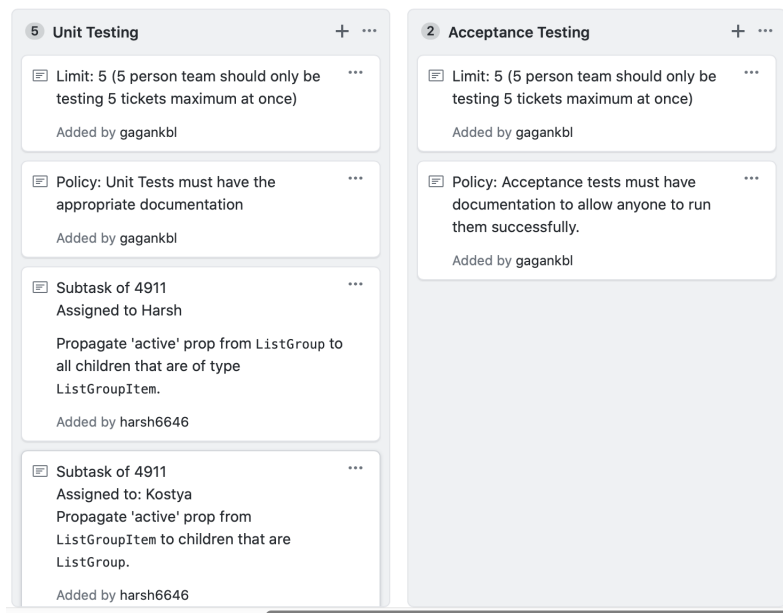 5 Unit Testing
Limit: 5 (5 person team should only be
testing 5 tickets maximum at once)
Added by gagankbl
Policy: Unit Tests must have the
appropriate documentation
Added by gagankbl
Subtask of 4911
Assigned to Harsh
Propagate 'active' prop from ListGroup to
all children that are of type
ListGroupItem.
Added by harsh6646
Subtask of 4911
Assigned to: Kostya
Propagate 'active' prop from
ListGroupItem to children that are
ListGroup.
Added by harsh6646
2 Acceptance Testing
Limit: 5 (5 person team should only be
testing 5 tickets maximum at once)
Added by gagankbl
Policy: Acceptance tests must have
documentation to allow anyone to run
them successfully.
Added by gagankbl